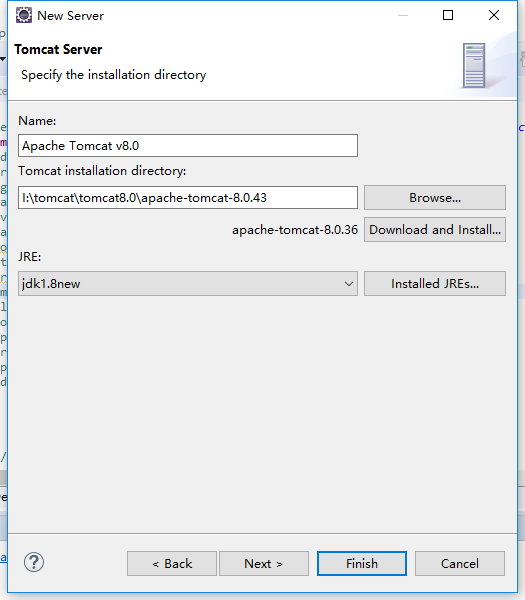 New Server
Tomcat Server
Specify the installation directory
Name:
Apache Tomcat v8.0
Tomcat installation directory:
I:\tomcat\tomcat8.0\apache-tomcat-8.0.43
Browse...
apache-tomcat-8.0.36
Download and Install...
JRE:
jdk1.8new
Installed JREs...
?
< Back
Next >
Finish
Cancel